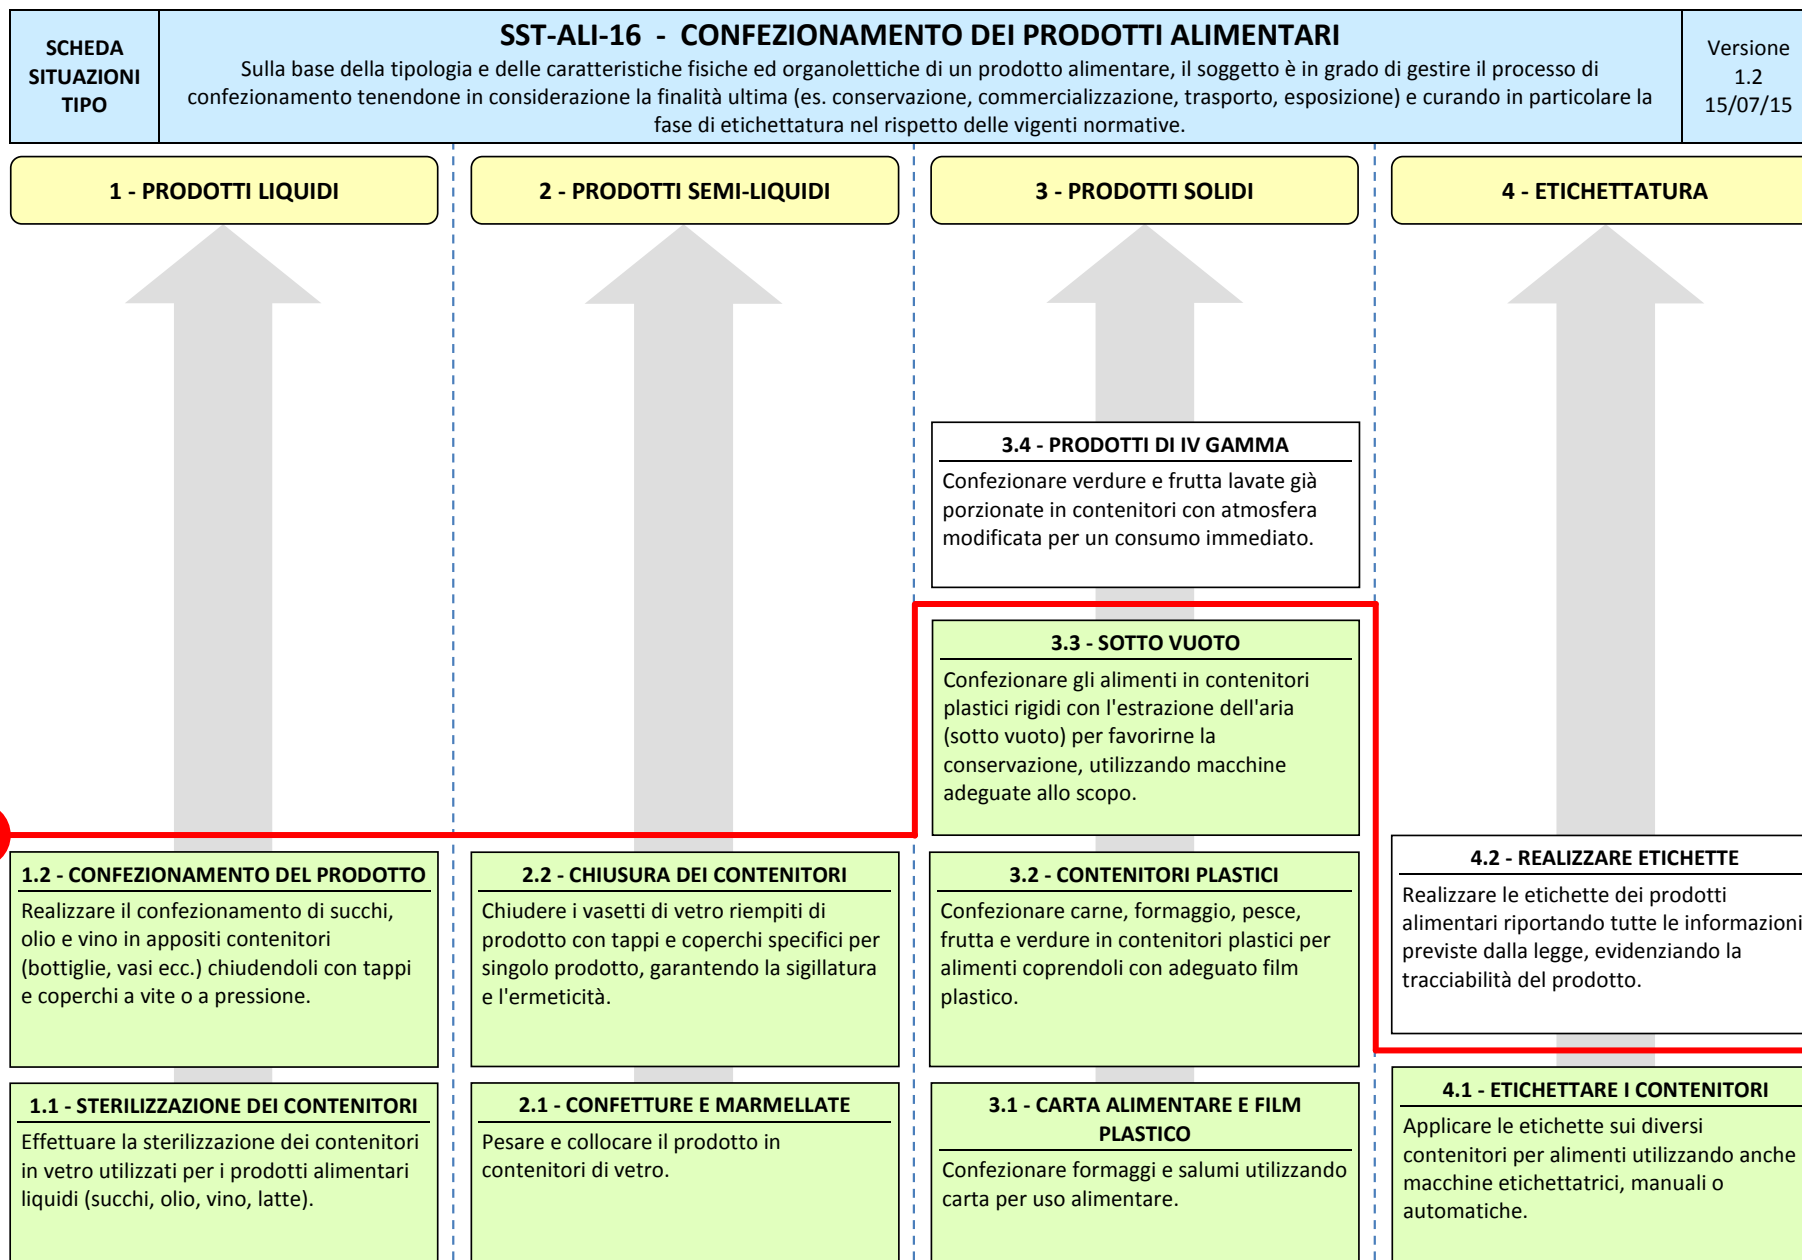 SCHEDA
SITUAZIONI
TIPO
SST-ALI-16 - CONFEZIONAMENTO DEI PRODOTTI ALIMENTARI
Sulla base della tipologia e delle caratteristiche fisiche ed organolettiche di un prodotto alimentare, il soggetto è in grado di gestire il processo di
confezionamento tenendone in considerazione la finalità ultima (es. conservazione, commercializzazione, trasporto, esposizione) e curando in particolare la
fase di etichettatura nel rispetto delle vigenti normative.
Versione
1.2
15/07/15
1 - PRODOTTI LIQUIDI
2 - PRODOTTI SEMI-LIQUIDI
3 - PRODOTTI SOLIDI
4 - ETICHETTATURA
3.4 - PRODOTTI DI IV GAMMA
Confezionare verdure e frutta lavate già
porzionate in contenitori con atmosfera
modificata per un consumo immediato.
3.3 - SOTTO VUOTO
Confezionare gli alimenti in contenitori
plastici rigidi con l'estrazione dell'aria
(sotto vuoto) per favorirne la
conservazione, utilizzando macchine
adeguate allo scopo.
1.2 - CONFEZIONAMENTO DEL PRODOTTO
Realizzare il confezionamento di succhi,
olio e vino in appositi contenitori
(bottiglie, vasi ecc.) chiudendoli con tappi
e coperchi a vite o a pressione.
2.2 - CHIUSURA DEI CONTENITORI
Chiudere i vasetti di vetro riempiti di
prodotto con tappi e coperchi specifici per
singolo prodotto, garantendo la sigillatura
e l'ermeticità.
3.2 - CONTENITORI PLASTICI
Confezionare carne, formaggio, pesce,
frutta e verdure in contenitori plastici per
alimenti coprendoli con adeguato film
plastico.
4.2 - REALIZZARE ETICHETTE
Realizzare le etichette dei prodotti
alimentari riportando tutte le informazioni
previste dalla legge, evidenziando la
tracciabilità del prodotto.
1.1 - STERILIZZAZIONE DEI CONTENITORI
Effettuare la sterilizzazione dei contenitori
in vetro utilizzati per i prodotti alimentari
liquidi (succhi, olio, vino, latte).
2.1 - CONFETTURE E MARMELLATE
Pesare e collocare il prodotto in
contenitori di vetro.
3.1 - CARTA ALIMENTARE E FILM
PLASTICO
Confezionare formaggi e salumi utilizzando
carta per uso alimentare.
4.1 - ETICHETTARE I CONTENITORI
Applicare le etichette sui diversi
contenitori per alimenti utilizzando anche
macchine etichettatrici, manuali o
automatiche.